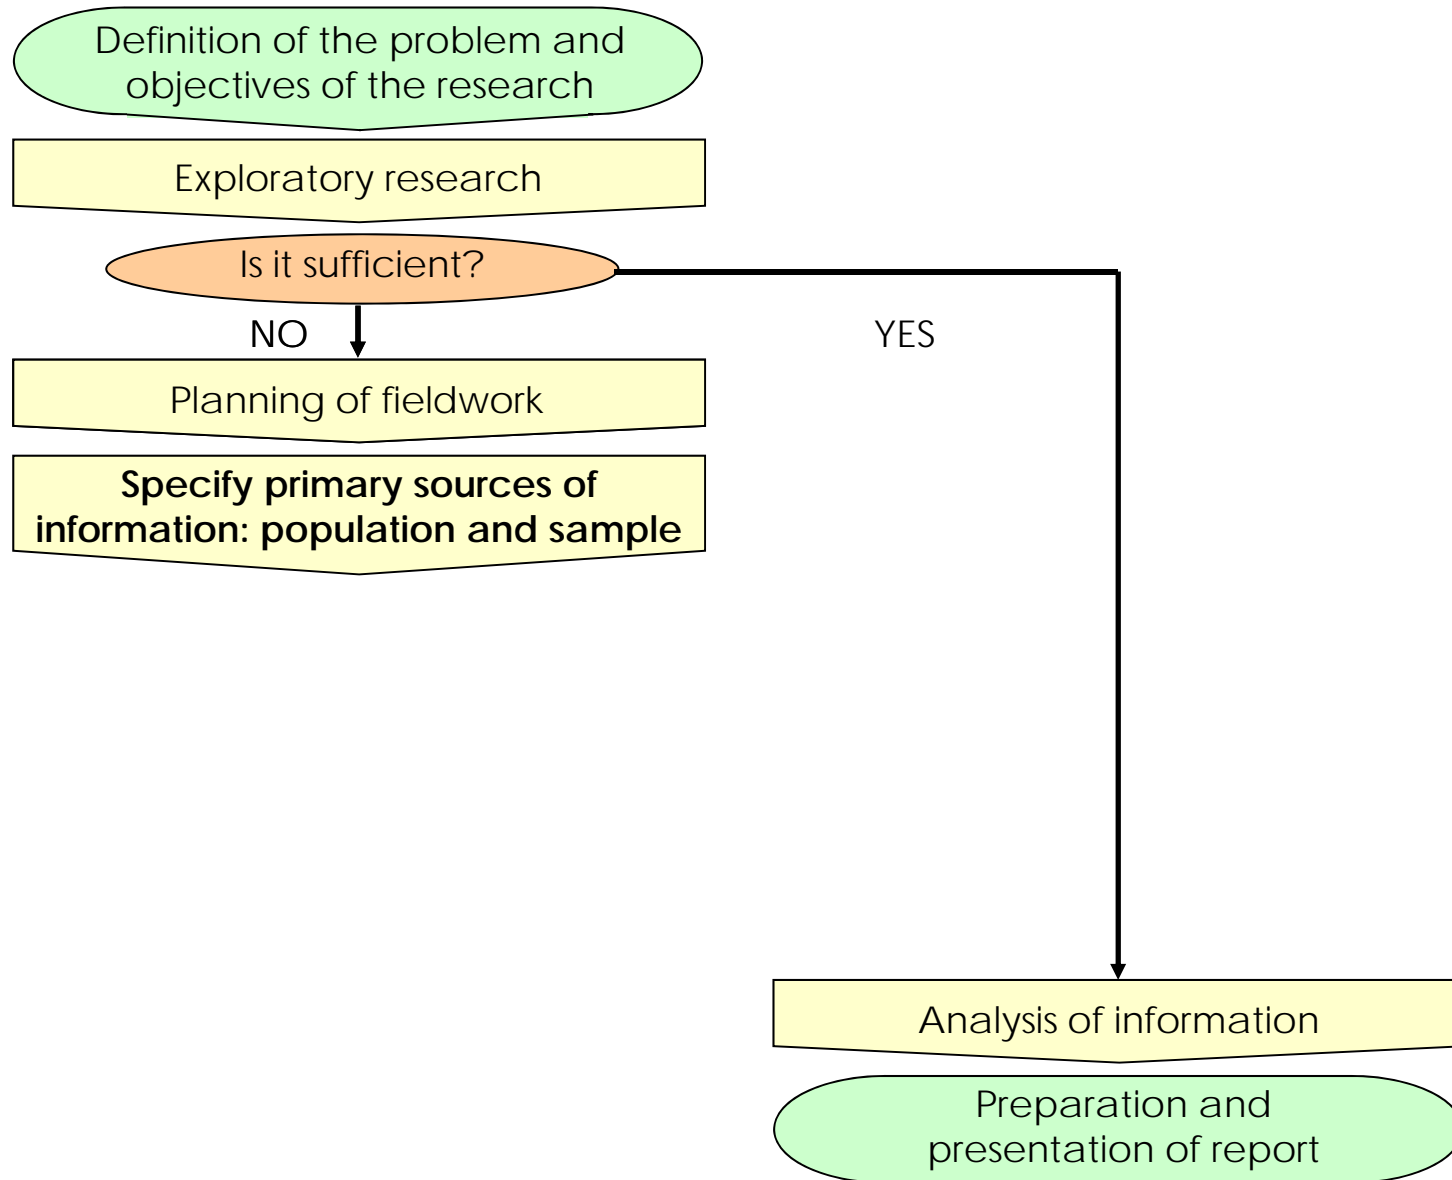 Definition of the problem and
objectives of the research
Exploratory research
Is it sufficient?
NO
YES
Planning of fieldwork
Specify primary sources of
information: population and sample
Analysis of information
Preparation and
presentation of report